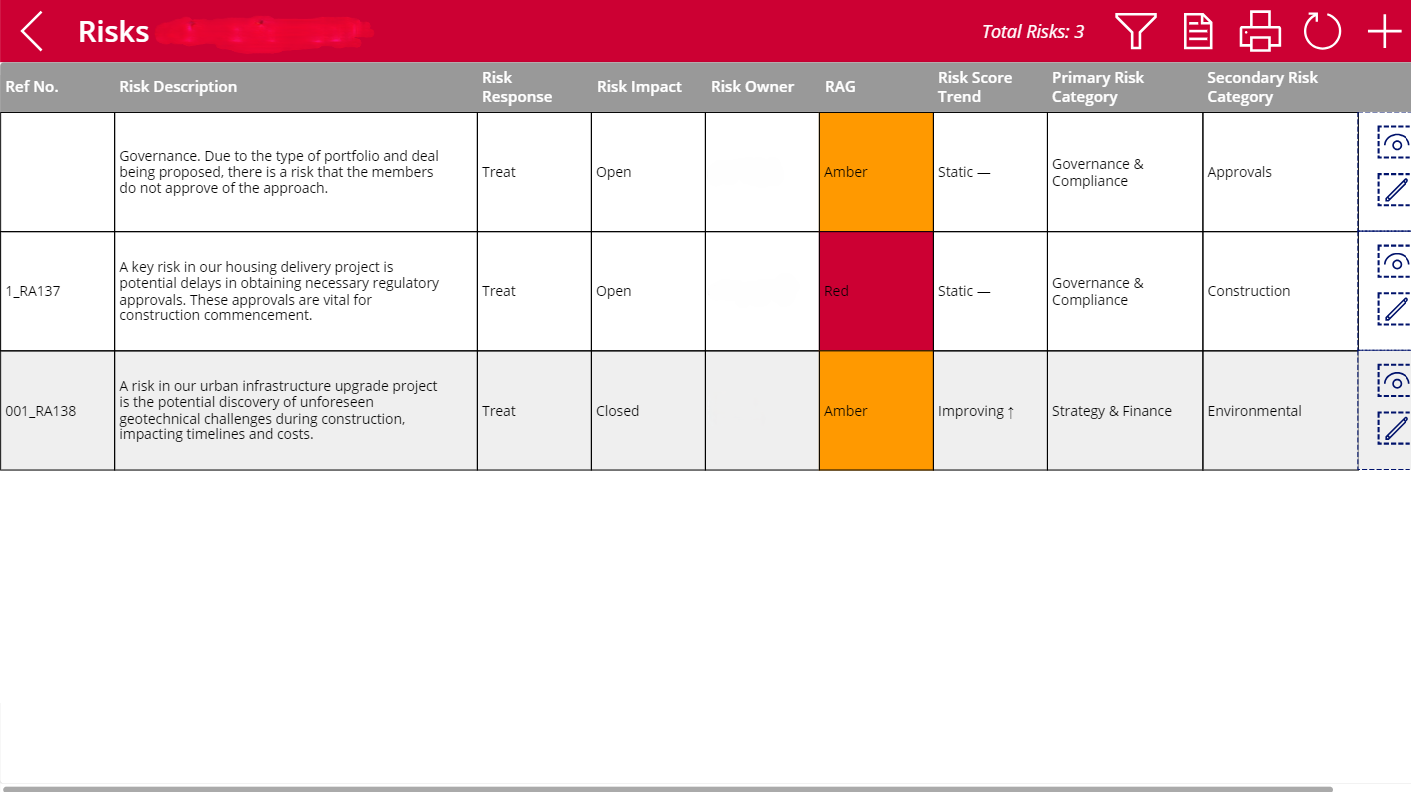 Risks
Total Risks: 3
Ref No.
Risk Description
Risk
Response
Risk Impact
Risk Owner
RAG
Risk Score
Trend
Primary Risk
Category
Secondary Risk
Category
Governance. Due to the type of portfolio and deal
being proposed, there is a risk that the members
do not approve of the approach.
Treat
Open
Amber
Static —
Governance &
Compliance
Approvals
1_RA137
A key risk in our housing delivery project is
potential delays in obtaining necessary regulatory
approvals. These approvals are vital for
construction commencement.
Treat
Open
Red
Static —
Governance &
Compliance
Construction
001_RA138
A risk in our urban infrastructure upgrade project
is the potential discovery of unforeseen
geotechnical challenges during construction,
impacting timelines and costs.
Treat
Closed
Amber
Improving ↑
Strategy & Finance
Environmental